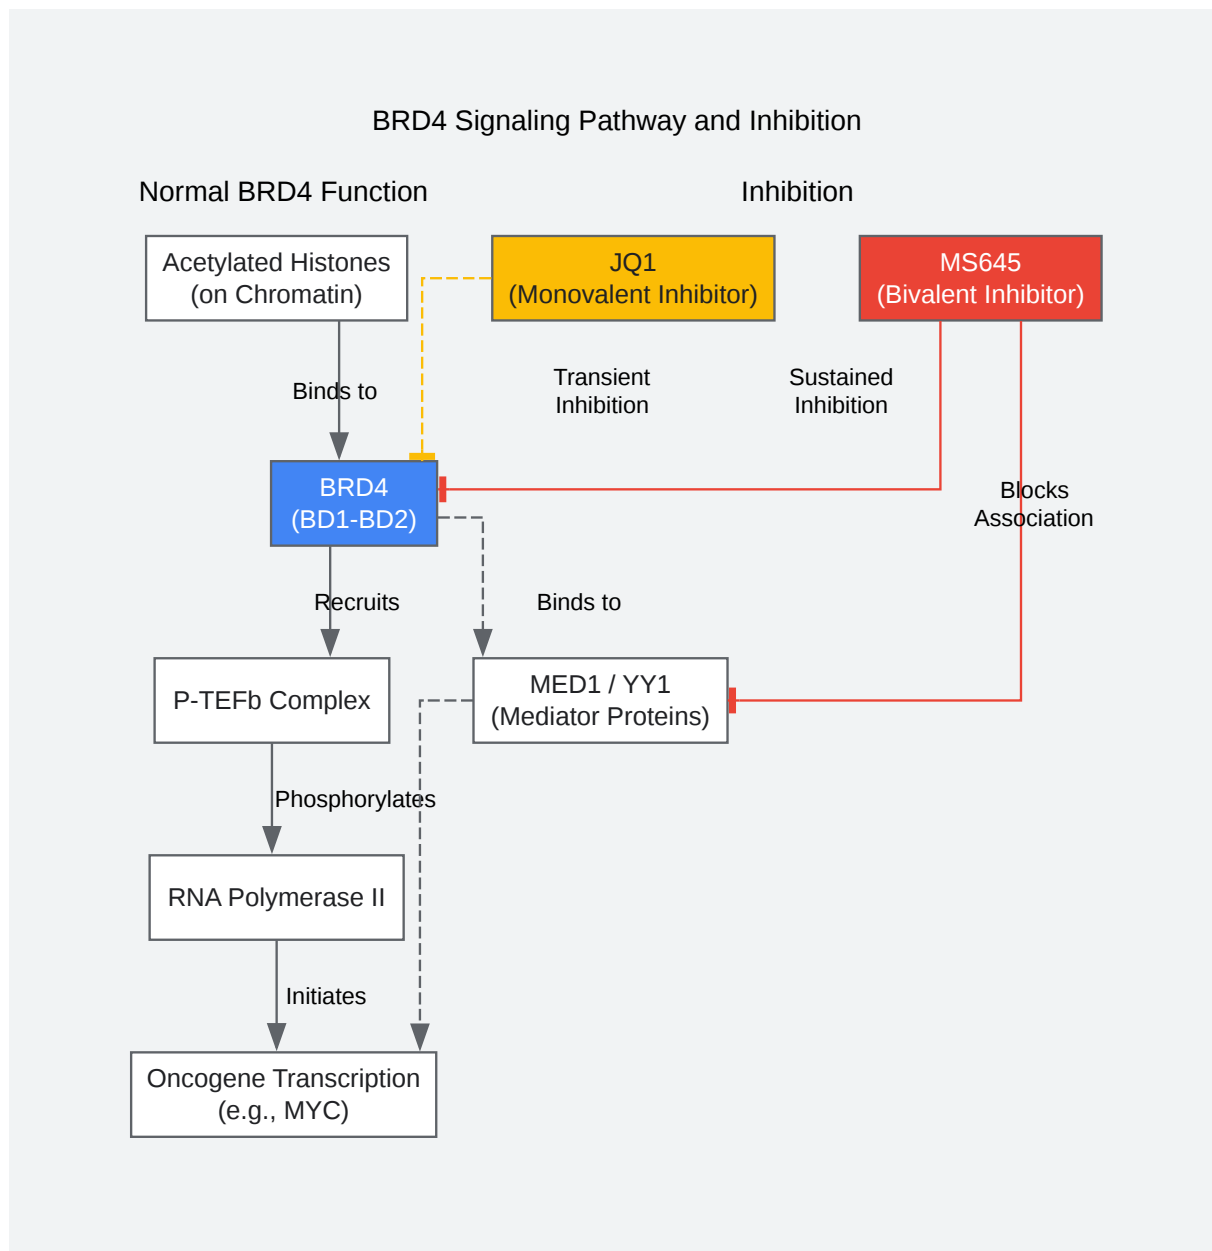 BRD4 Signaling Pathway and Inhibition
Normal BRD4 Function
Inhibition
Acetylated Histones
(on Chromatin)
JQ1
(Monovalent Inhibitor)
MS645
(Bivalent Inhibitor)
Binds to
Transient
Inhibition
Sustained
Inhibition
BRD4
(BD1-BD2)
Blocks
Association
Recruits
Binds to
P-TEFb Complex
MED1 / YY1
(Mediator Proteins)
Phosphorylates
RNA Polymerase II
Initiates
Oncogene Transcription
(e.g., MYC)